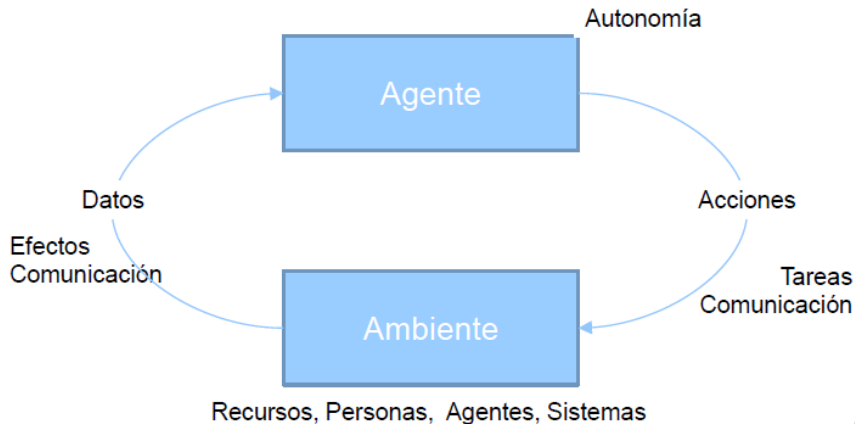 Autonomía
Agente
Datos
Acciones
Efectos
Comunicación
Tareas
Comunicación
Ambiente
Recursos, Personas, Agentes, Sistemas